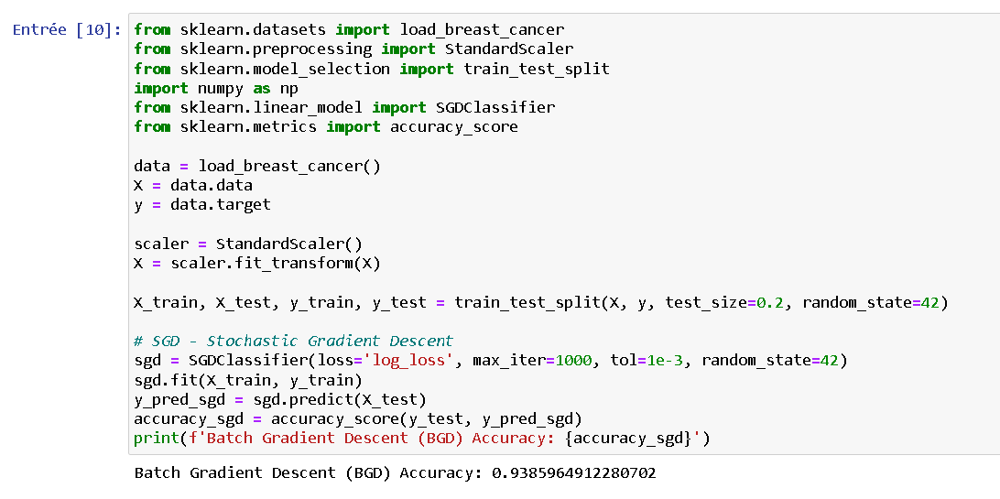 Entrée [10]: from sklearn.datasets import load_breast_cancer
from sklearn.preprocessing import StandardScaler
from sklearn.model_selection import train_test_split
import numpy as np
from sklearn.linear_model import SGDClassifier
from sklearn.metrics import accuracy_score

data = load_breast_cancer()
X = data.data
y = data.target

scaler = StandardScaler()
X = scaler.fit_transform(X)

X_train, X_test, y_train, y_test = train_test_split(X, y, test_size=0.2, random_state=42)

# SGD - Stochastic Gradient Descent
sgd = SGDClassifier(loss='log_loss', max_iter=1000, tol=1e-3, random_state=42)
sgd.fit(X_train, y_train)
y_pred_sgd = sgd.predict(X_test)
accuracy_sgd = accuracy_score(y_test, y_pred_sgd)
print(f'Batch Gradient Descent (BGD) Accuracy: {accuracy_sgd}')

Batch Gradient Descent (BGD) Accuracy: 0.9385964912280702